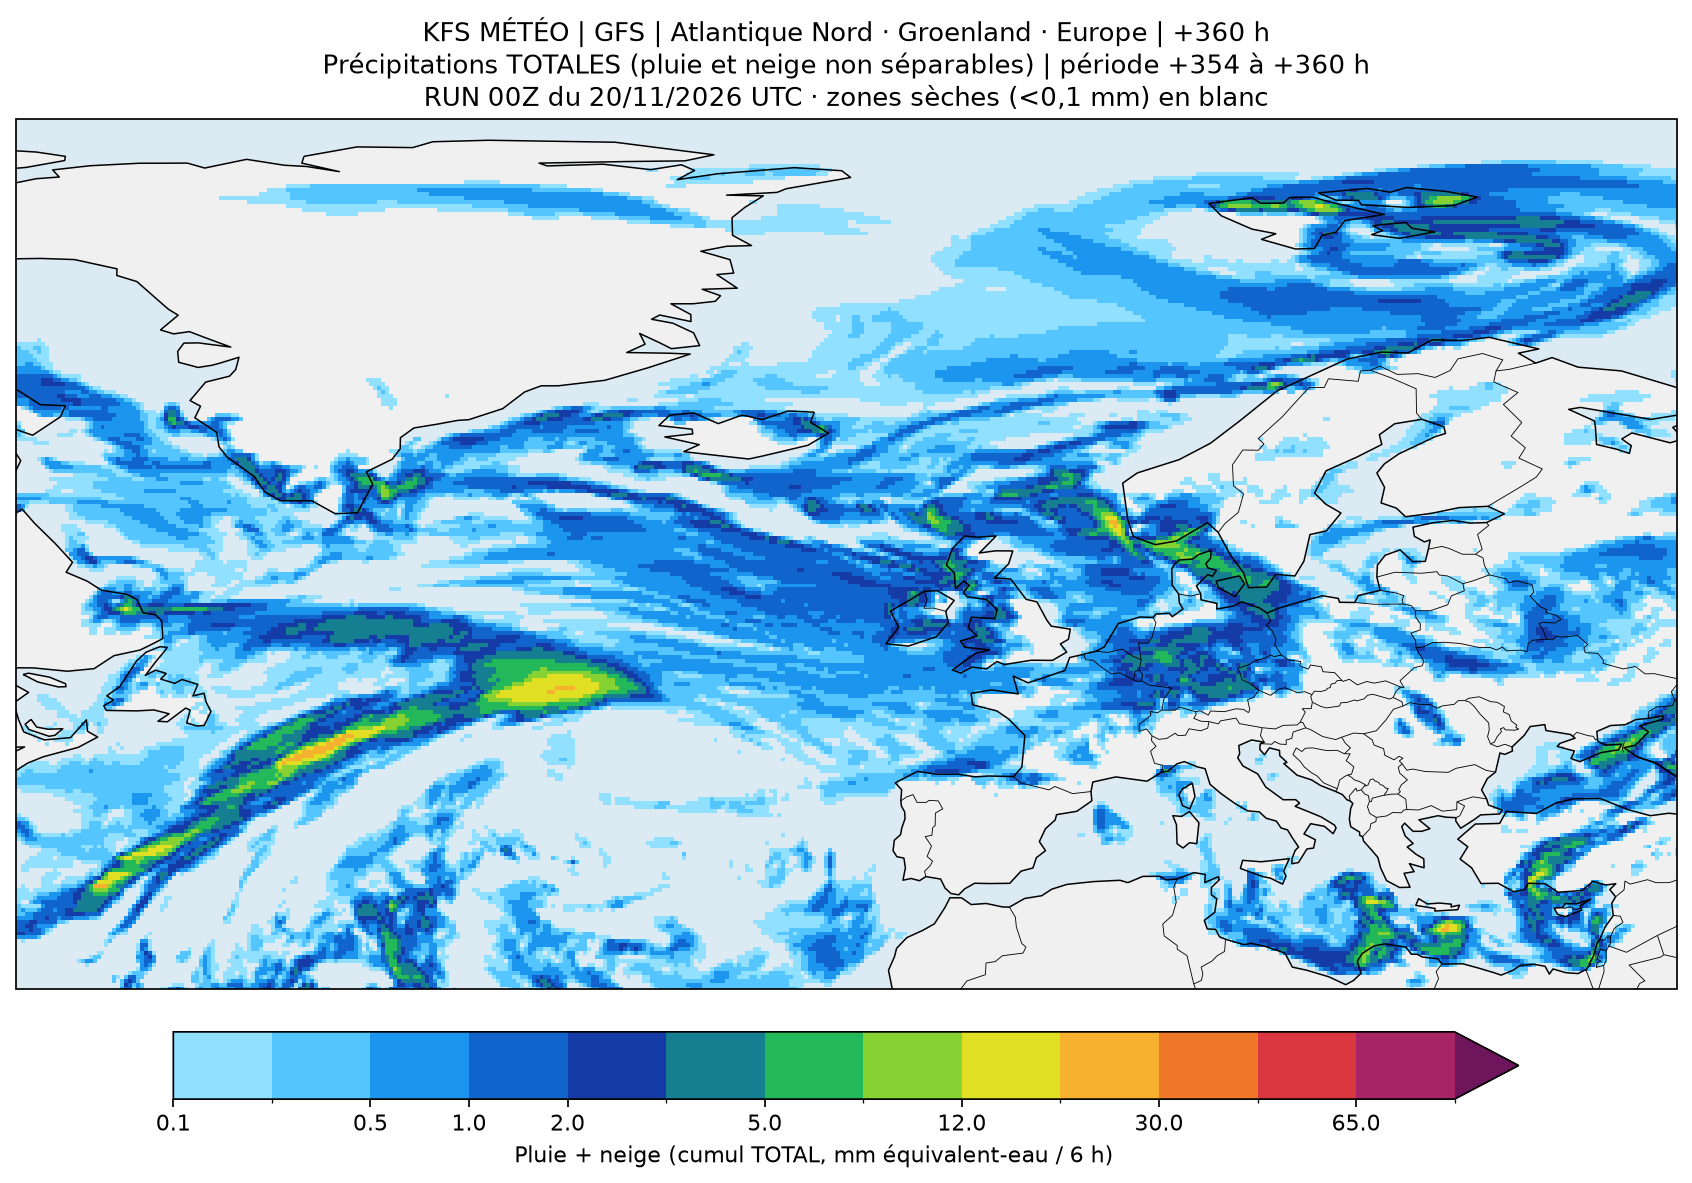 KFS MÉTÉO | GFS | Atlantique Nord · Groenland · Europe | +360 h
Précipitations TOTALES (pluie et neige non séparables) | période +354 à +360 h
RUN 00Z du 20/11/2026 UTC · zones sèches (<0,1 mm) en blanc
0.1 0.5 1.0 2.0 5.0 12.0 30.0 65.0
Pluie + neige (cumul TOTAL, mm équivalent-eau / 6 h)